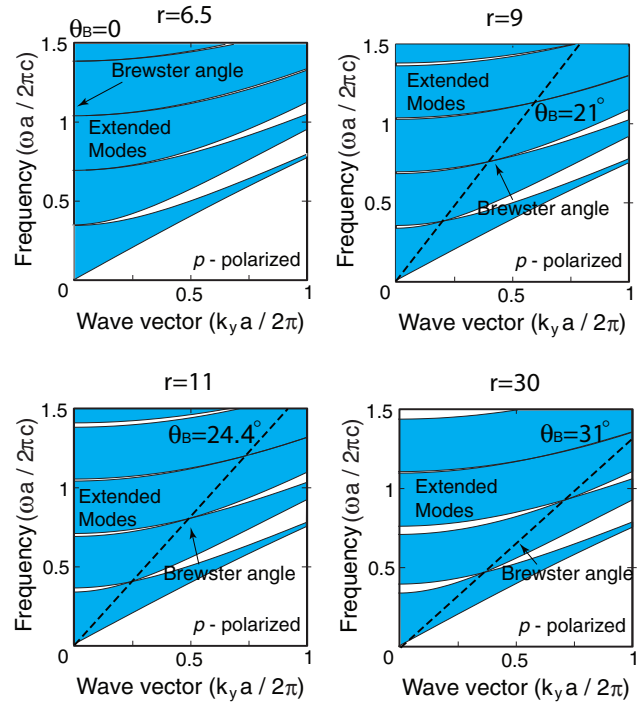 r=6.5
θB=0
1.5
Brewster angle
1.0
Extended
Modes
0.5
p - polarized
0
0.5
1
Frequency (ωa / 2πc)
Wave vector (kya / 2π)
r=9
1.5
Extended
Modes
1.0
θB=21°
0.5
Brewster angle
p - polarized
0
0.5
1
Frequency (ωa / 2πc)
Wave vector (kya / 2π)
r=11
1.5
θB=24.4°
1.0
Extended
Modes
0.5
Brewster angle
p - polarized
0
0.5
1
Frequency (ωa / 2πc)
Wave vector (kya / 2π)
r=30
1.5
θB=31°
1.0
Extended
Modes
0.5
Brewster angle
p - polarized
0
0.5
1
Frequency (ωa / 2πc)
Wave vector (kya / 2π)